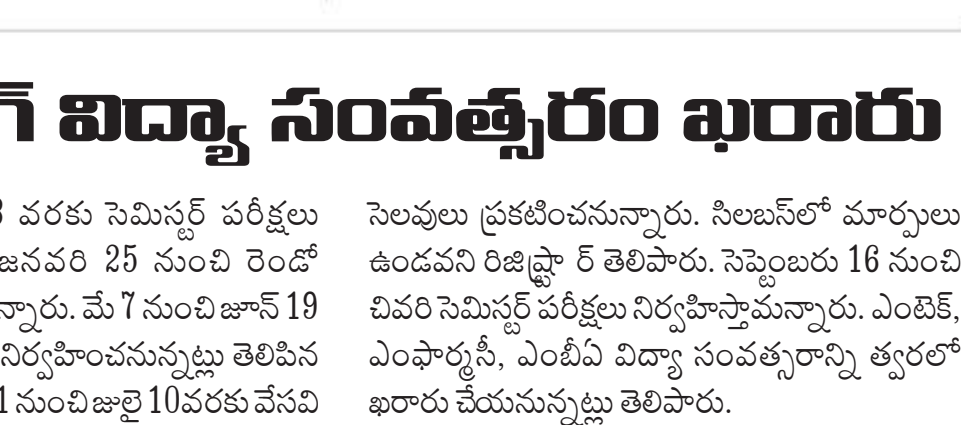 విద్యా సంవత్సరం ఖరారు
వరకు సెమిస్టర్ పరీక్షలు
జనవరి 25 నుంచి రెండో
న్నారు. మే 7 నుంచి జూన్ 19
నిర్వహించనున్నట్లు తెలిపిన
1 నుంచి జులై 10వరకు వేసవి
సెలవులు ప్రకటించనున్నారు. సిలబస్‌లో మార్పులు
ఉండవని రిజిష్ట్రా ర్ తెలిపారు. సెప్టెంబరు 16 నుంచి
చివరి సెమిస్టర్ పరీక్షలు నిర్వహిస్తామన్నారు. ఎంటెక్,
ఎంఫార్మసీ, ఎంబీఏ విద్యా సంవత్సరాన్ని త్వరలో
ఖరారు చేయనున్నట్లు తెలిపారు.